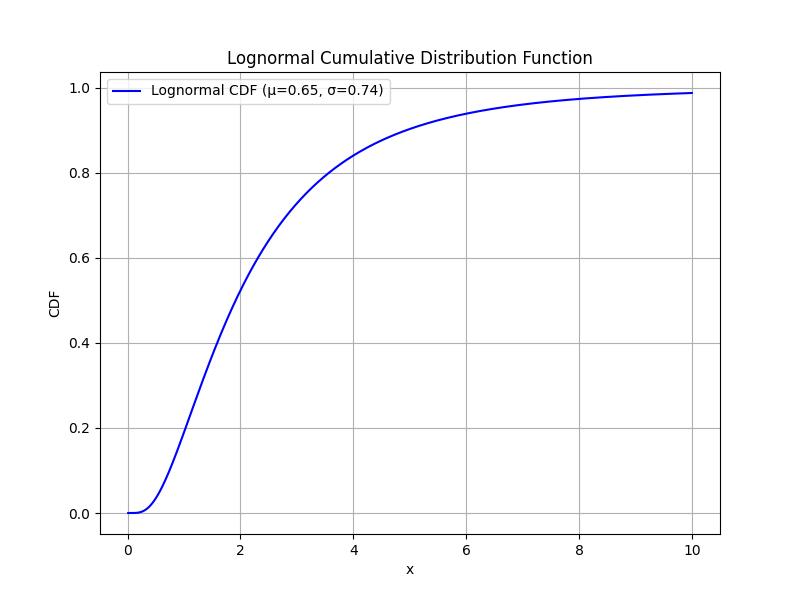 Lognormal Cumulative Distribution Function
Lognormal CDF (μ=0.65, σ=0.74)
1.0
0.8
0.6
0.4
0.2
0.0
CDF
0 2 4 6 8 10
x